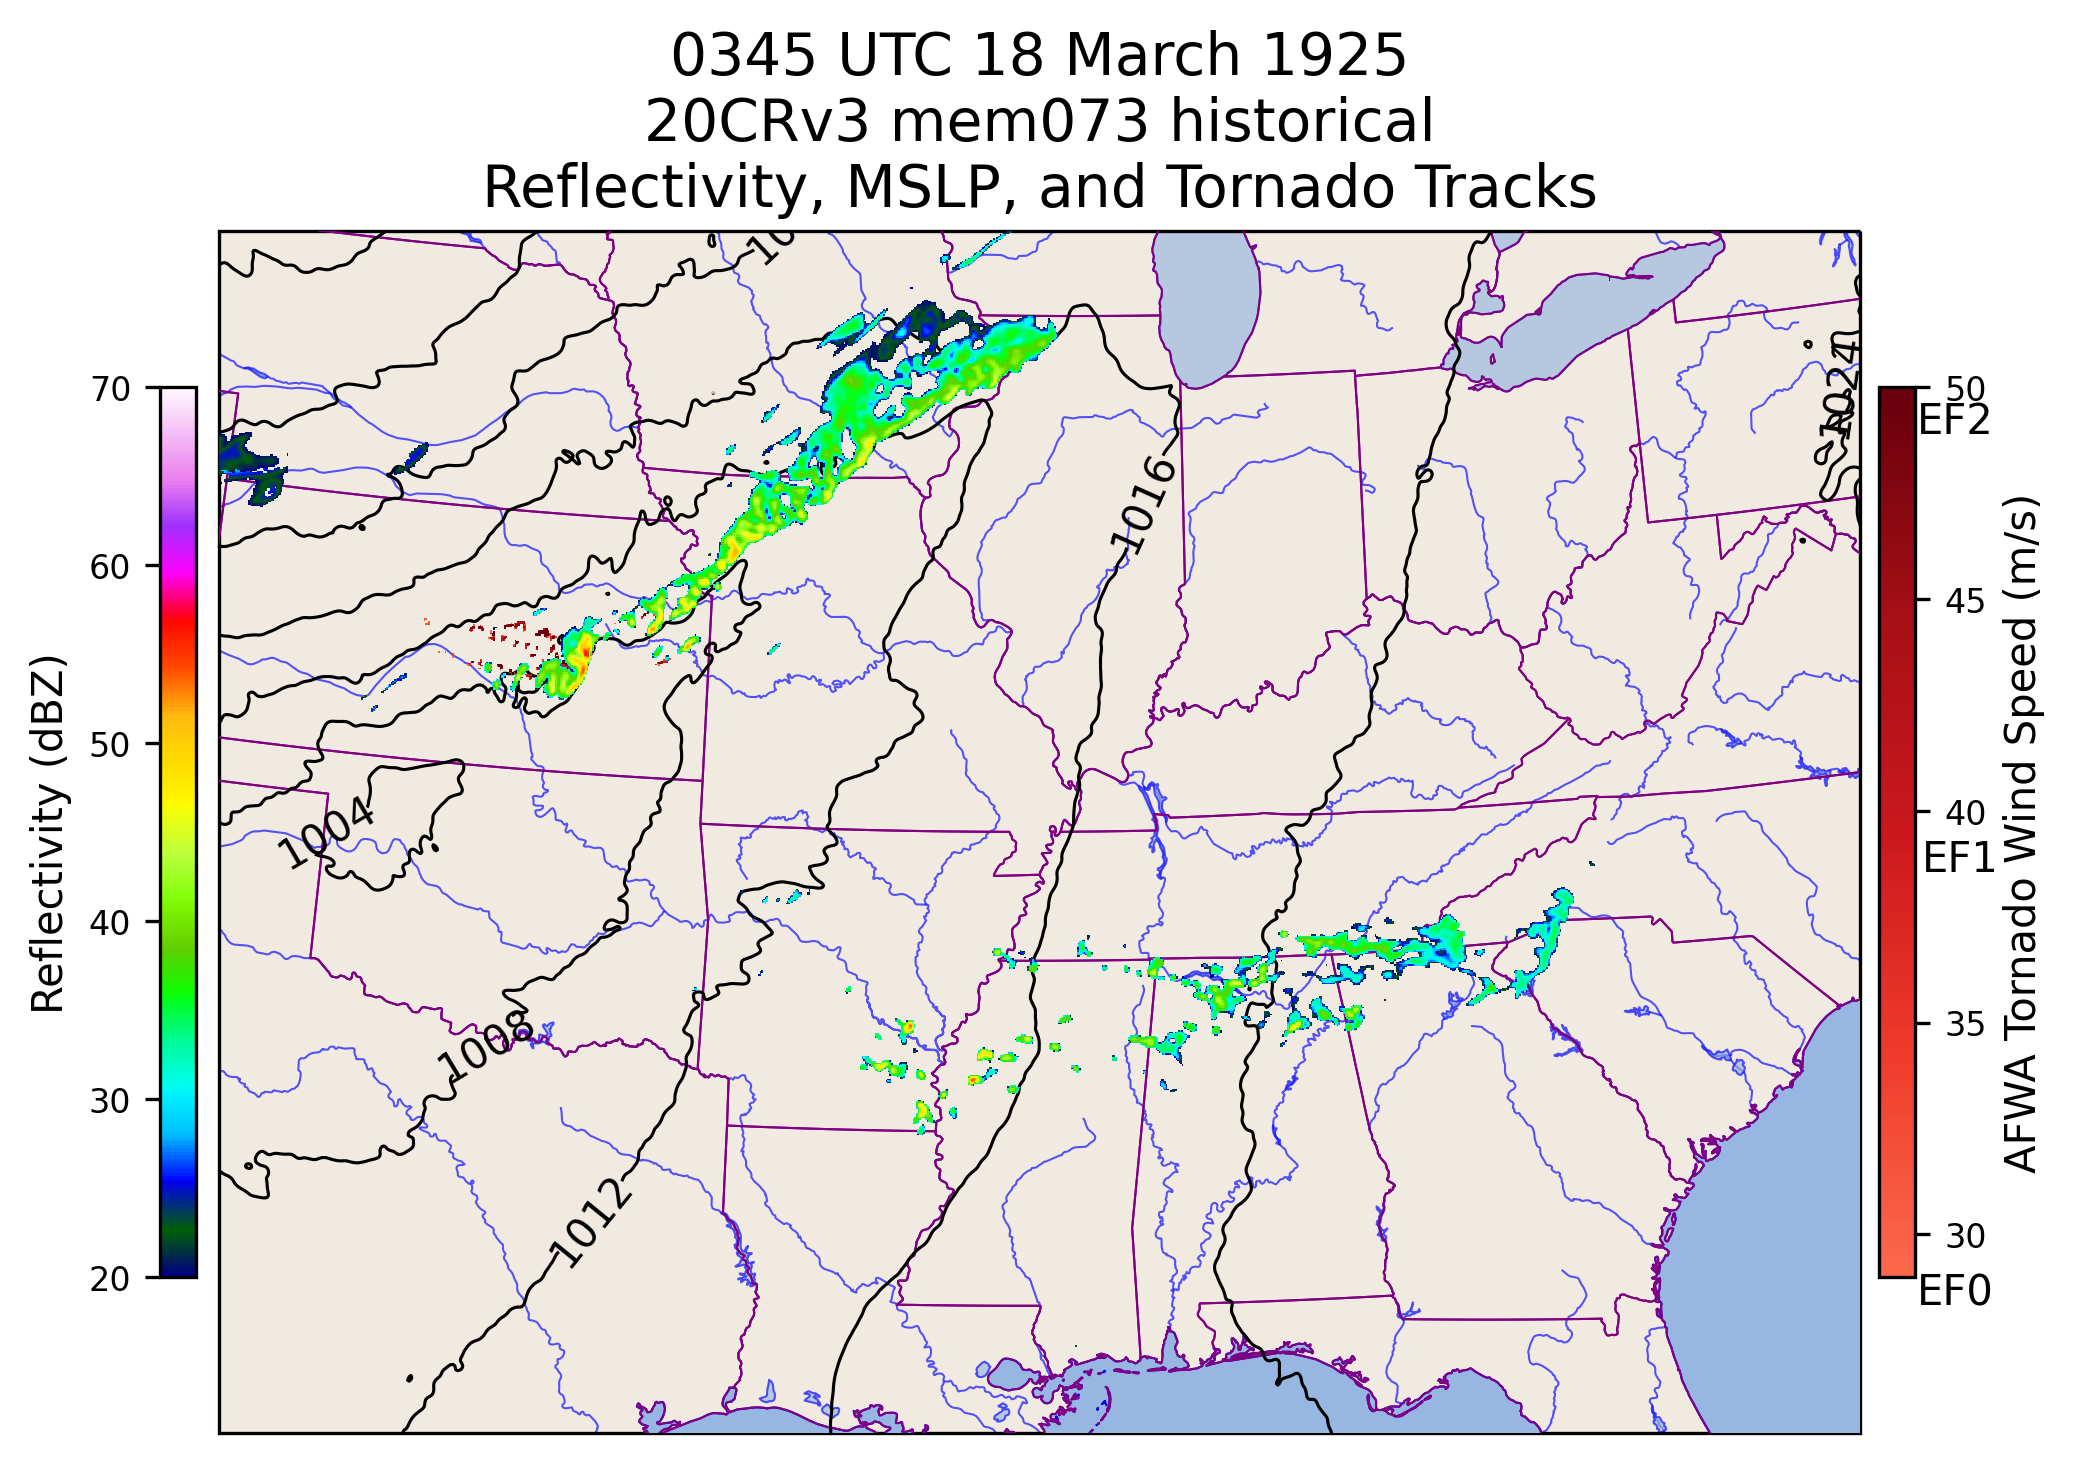 0345 UTC 18 March 1925
20CRv3 mem073 historical
Reflectivity, MSLP, and Tornado Tracks
10
1024
1016
1004
1008
1012
70
60
50
40
30
20
Reflectivity (dBZ)
50
EF2
45
40
EF1
35
30
EF0
AFWA Tornado Wind Speed (m/s)